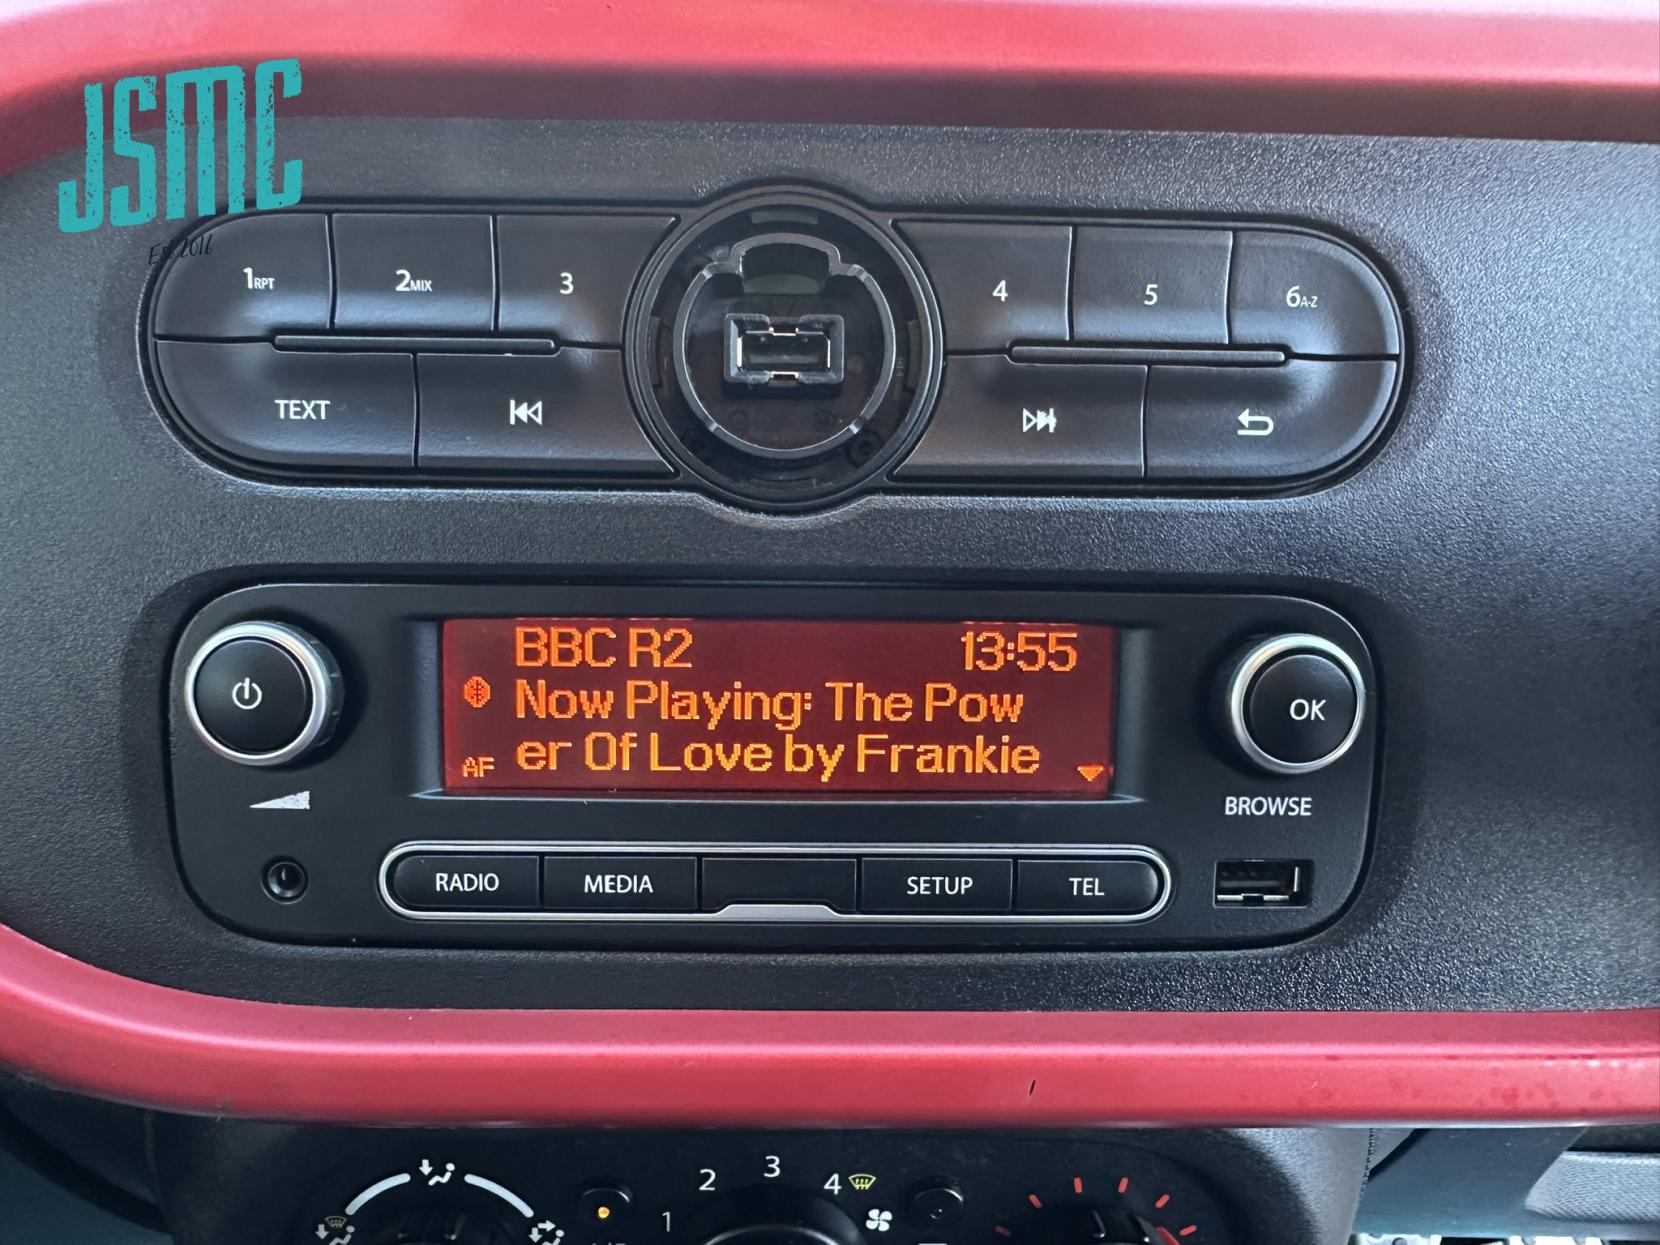 JSMC
Est 2016
1RPT 2MIX 3 4 5 6A-Z
TEXT
BBC R2 13:55
Now Playing: The Pow
AF er Of Love by Frankie
OK
BROWSE
RADIO MEDIA SETUP TEL
1 2 3 4